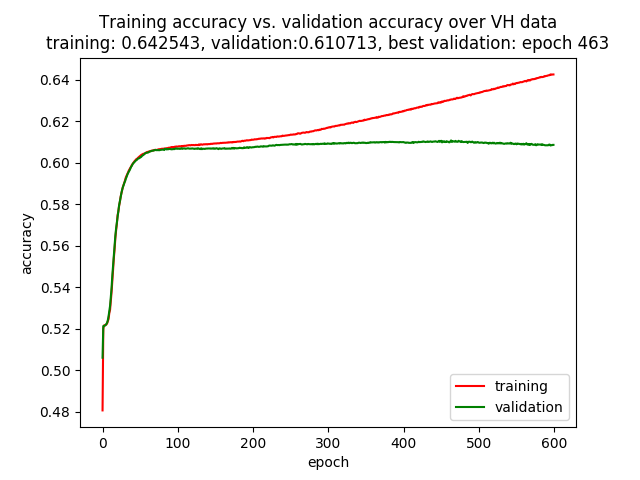 Training accuracy vs. validation accuracy over VH data
training: 0.642543, validation:0.610713, best validation: epoch 463
0.64
0.62
0.60
0.58
0.56
0.54
0.52
0.50
0.48
accuracy
training
validation
0 100 200 300 400 500 600
epoch